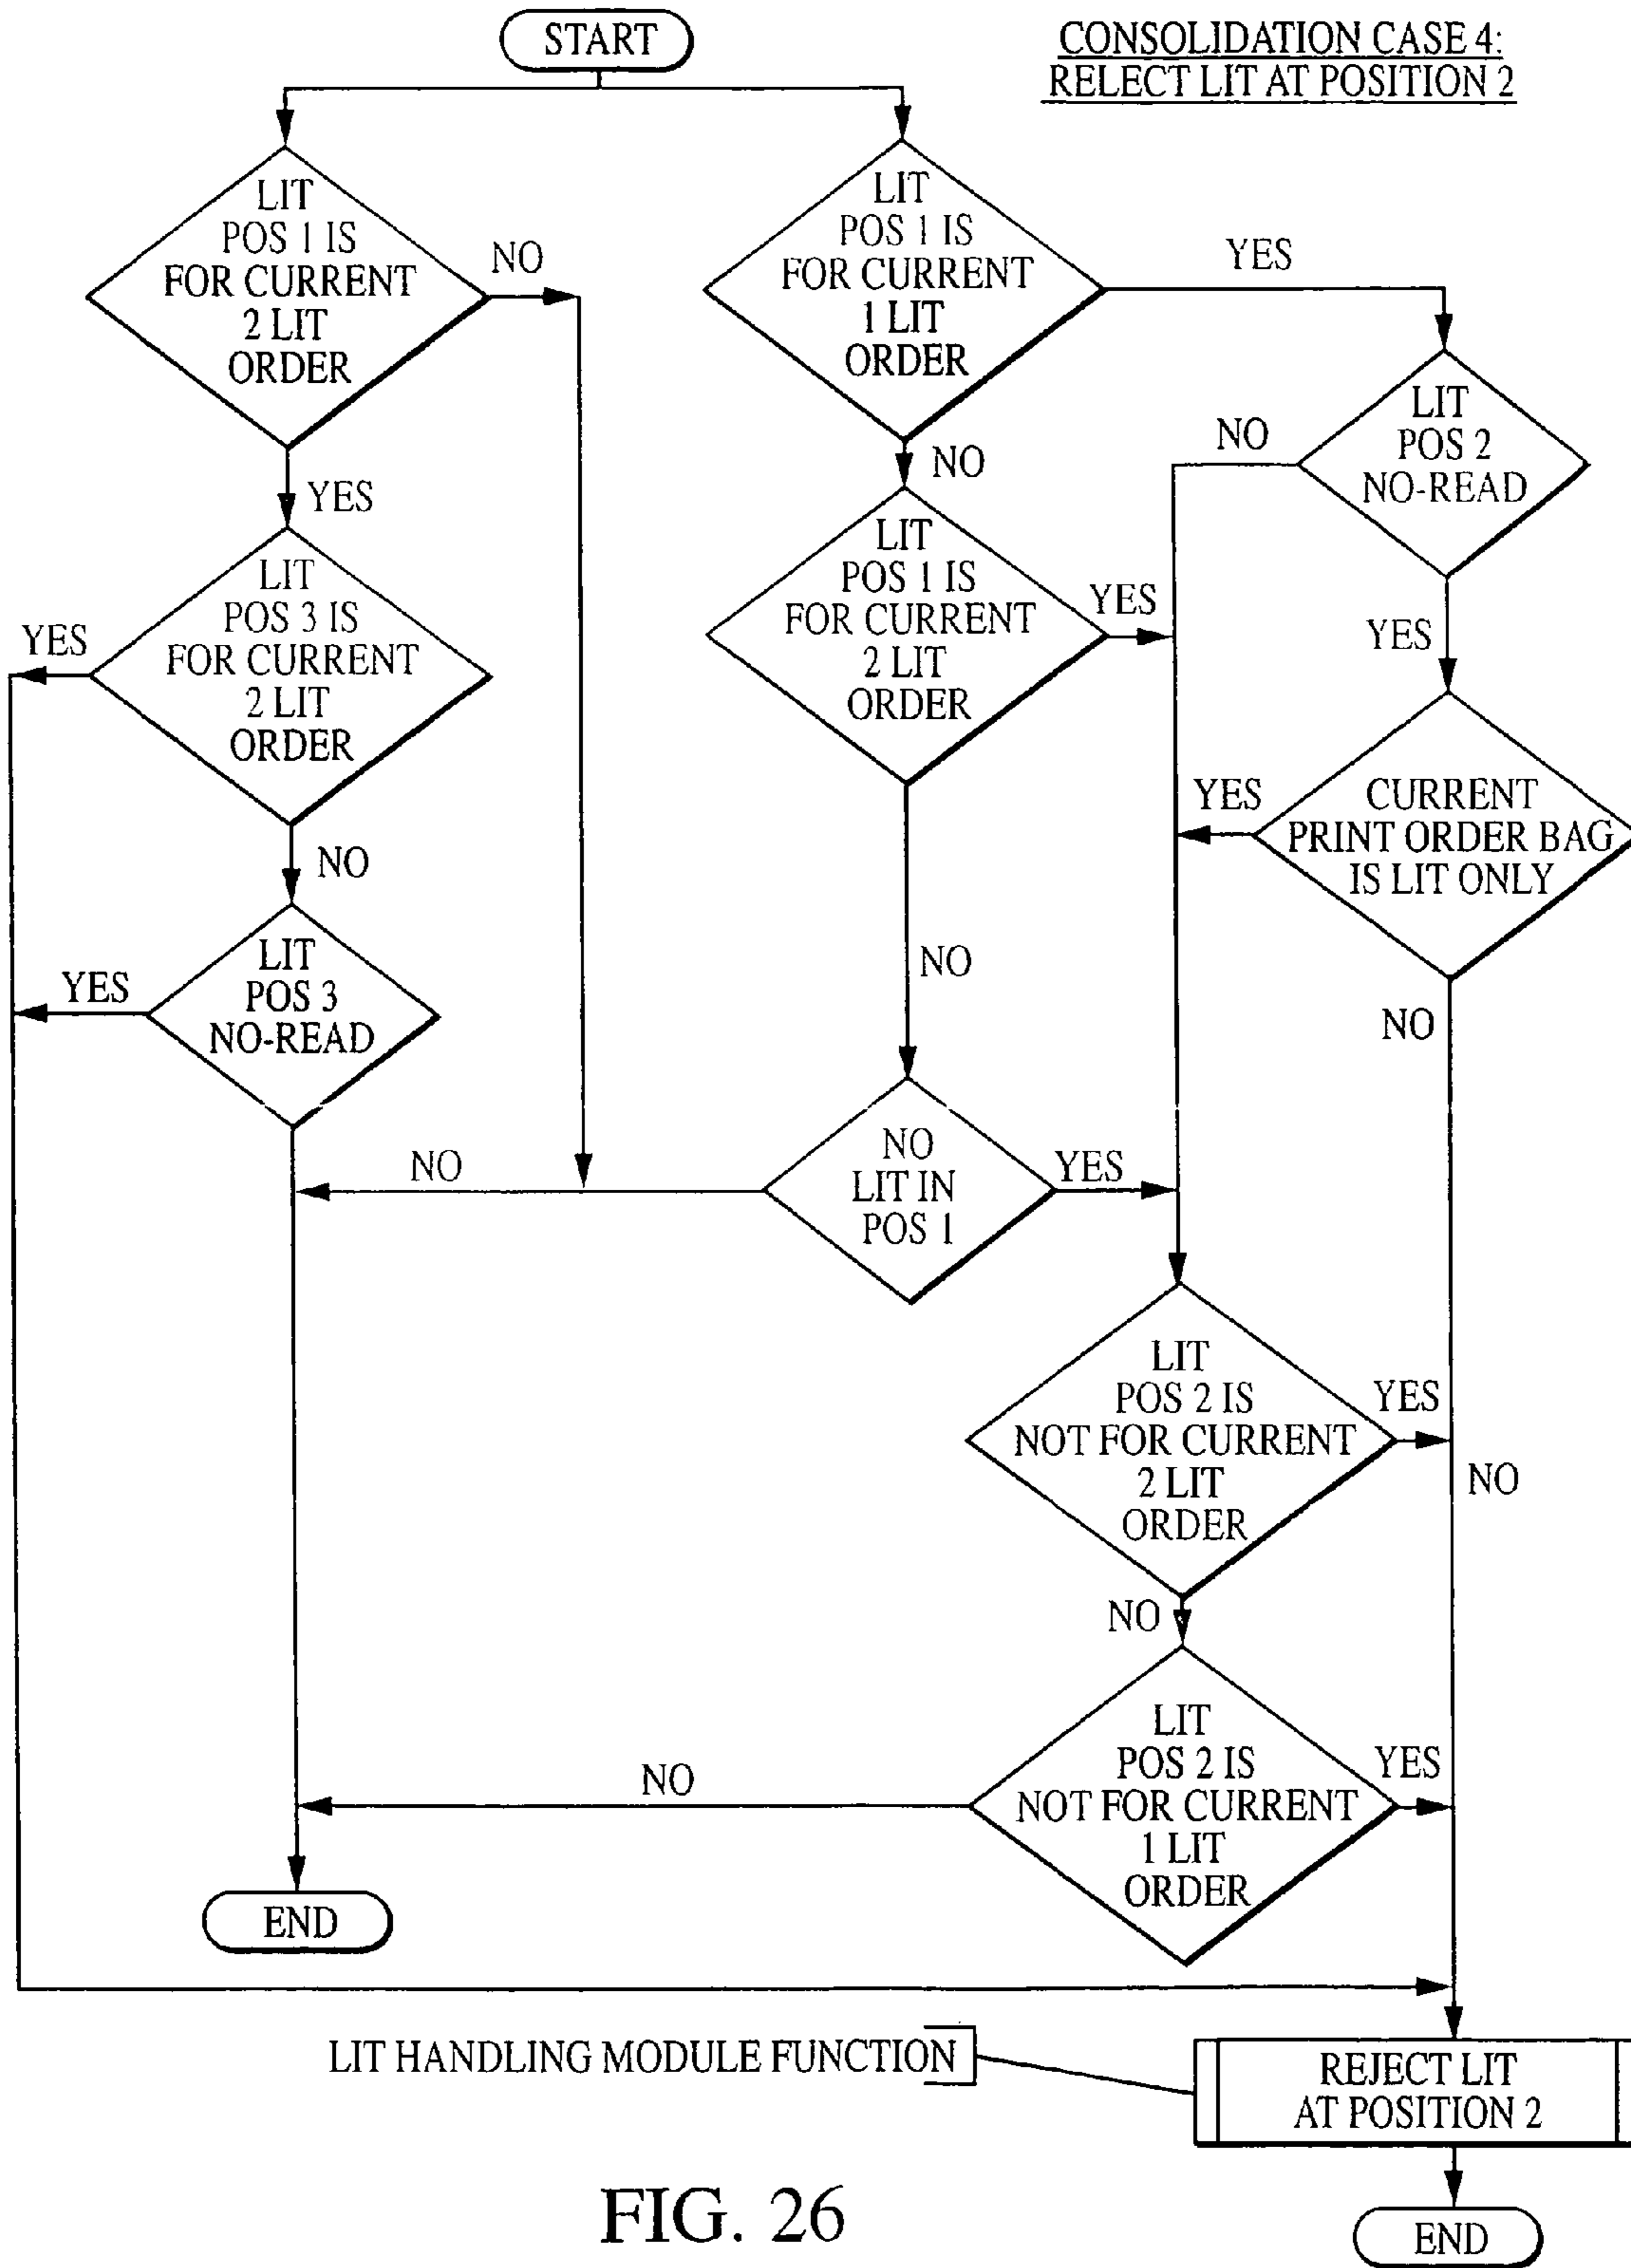 START
CONSOLIDATION CASE 4:
RELECT LIT AT POSITION 2
LIT
POS 1 IS
FOR CURRENT
2 LIT
ORDER
NO
LIT
POS 1 IS
FOR CURRENT
1 LIT
ORDER
YES
LIT
POS 2
NO-READ
NO
NO
YES
LIT
POS 3 IS
FOR CURRENT
2 LIT
ORDER
YES
LIT
POS 1 IS
FOR CURRENT
2 LIT
ORDER
YES
YES
CURRENT
PRINT ORDER BAG
IS LIT ONLY
YES
NO
LIT
POS 3
NO-READ
YES
NO
NO
NO
LIT IN
POS 1
NO
YES
LIT
POS 2 IS
NOT FOR CURRENT
2 LIT
ORDER
YES
NO
NO
LIT
POS 2 IS
NOT FOR CURRENT
1 LIT
ORDER
YES
NO
END
LIT HANDLING MODULE FUNCTION
REJECT LIT
AT POSITION 2
END
FIG. 26